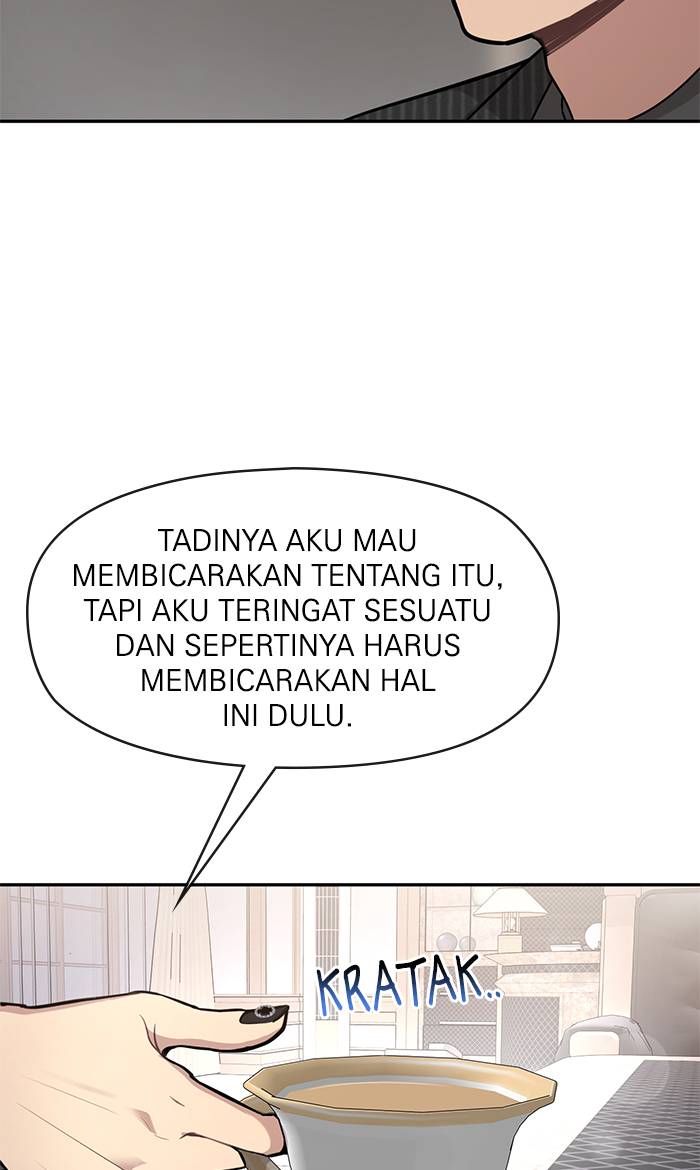 TADINYA AKU MAU
MEMBICARAKAN TENTANG ITU,
TAPI AKU TERINGAT SESUATU
DAN SEPERTINYA HARUS
MEMBICARAKAN HAL
INI DULU.
KRATAK..